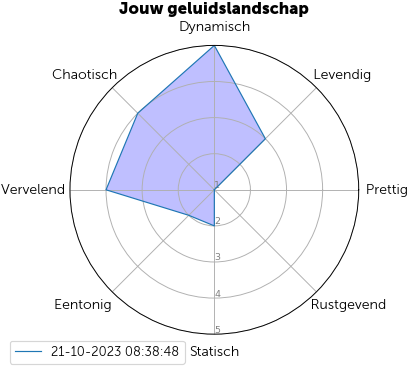 Jouw geluidslandschap
Dynamisch
Chaotisch
Levendig
Vervelend
1
Prettig
2
3
Eentonig
4
Rustgevend
5
21-10-2023 08:38:48
Statisch